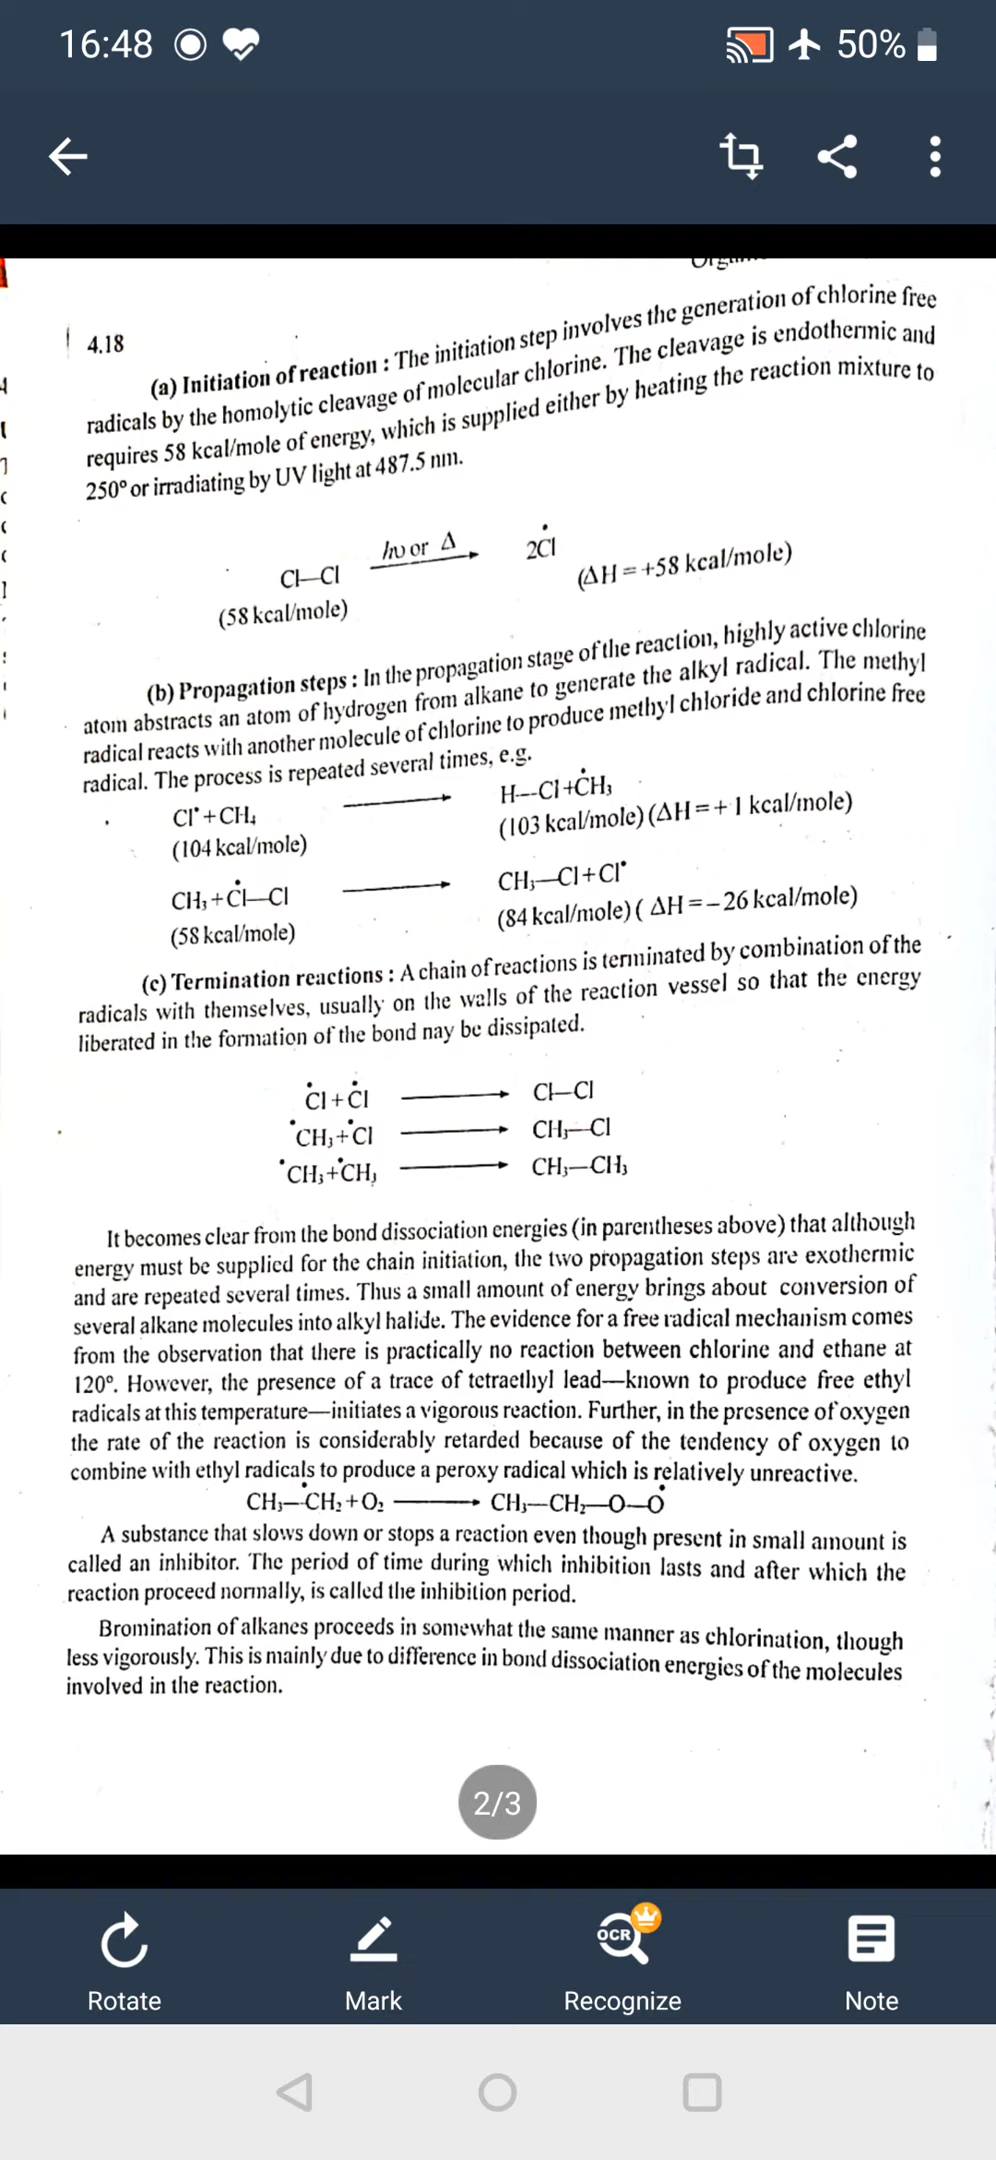 16:48 50%
Orga
4.18
(a) Initiation of reaction : The initiation step involves the generation of chlorine free
radicals by the homolytic cleavage of molecular chlorine. The cleavage is endothermic and
requires 58 kcal/mole of energy, which is supplied either by heating the reaction mixture to
250° or irradiating by UV light at 487.5 nm.
Cl—Cl hυ or Δ 2Ċl
(58 kcal/mole) (ΔH = +58 kcal/mole)
(b) Propagation steps : In the propagation stage of the reaction, highly active chlorine
atom abstracts an atom of hydrogen from alkane to generate the alkyl radical. The methyl
radical reacts with another molecule of chlorine to produce methyl chloride and chlorine free
radical. The process is repeated several times, e.g.
Cl• + CH₄ ⟶ H—Cl + ĊH₃
(104 kcal/mole) (103 kcal/mole) (ΔH = + 1 kcal/mole)
CH₃ + Ċl—Cl ⟶ CH₃—Cl + Cl•
(58 kcal/mole) (84 kcal/mole) ( ΔH = – 26 kcal/mole)
(c) Termination reactions : A chain of reactions is terminated by combination of the
radicals with themselves, usually on the walls of the reaction vessel so that the energy
liberated in the formation of the bond nay be dissipated.
Ċl + Ċl ⟶ Cl—Cl
•CH₃ + •Cl ⟶ CH₃—Cl
•CH₃ + •CH₃ ⟶ CH₃—CH₃
It becomes clear from the bond dissociation energies (in parentheses above) that although
energy must be supplied for the chain initiation, the two propagation steps are exothermic
and are repeated several times. Thus a small amount of energy brings about conversion of
several alkane molecules into alkyl halide. The evidence for a free radical mechanism comes
from the observation that there is practically no reaction between chlorine and ethane at
120°. However, the presence of a trace of tetraethyl lead—known to produce free ethyl
radicals at this temperature—initiates a vigorous reaction. Further, in the presence of oxygen
the rate of the reaction is considerably retarded because of the tendency of oxygen to
combine with ethyl radicals to produce a peroxy radical which is relatively unreactive.
CH₃—ĊH₂ + O₂ ⟶ CH₃—CH₂—O—Ȯ
A substance that slows down or stops a reaction even though present in small amount is
called an inhibitor. The period of time during which inhibition lasts and after which the
reaction proceed normally, is called the inhibition period.
Bromination of alkanes proceeds in somewhat the same manner as chlorination, though
less vigorously. This is mainly due to difference in bond dissociation energies of the molecules
involved in the reaction.
2/3
OCR
Rotate Mark Recognize Note